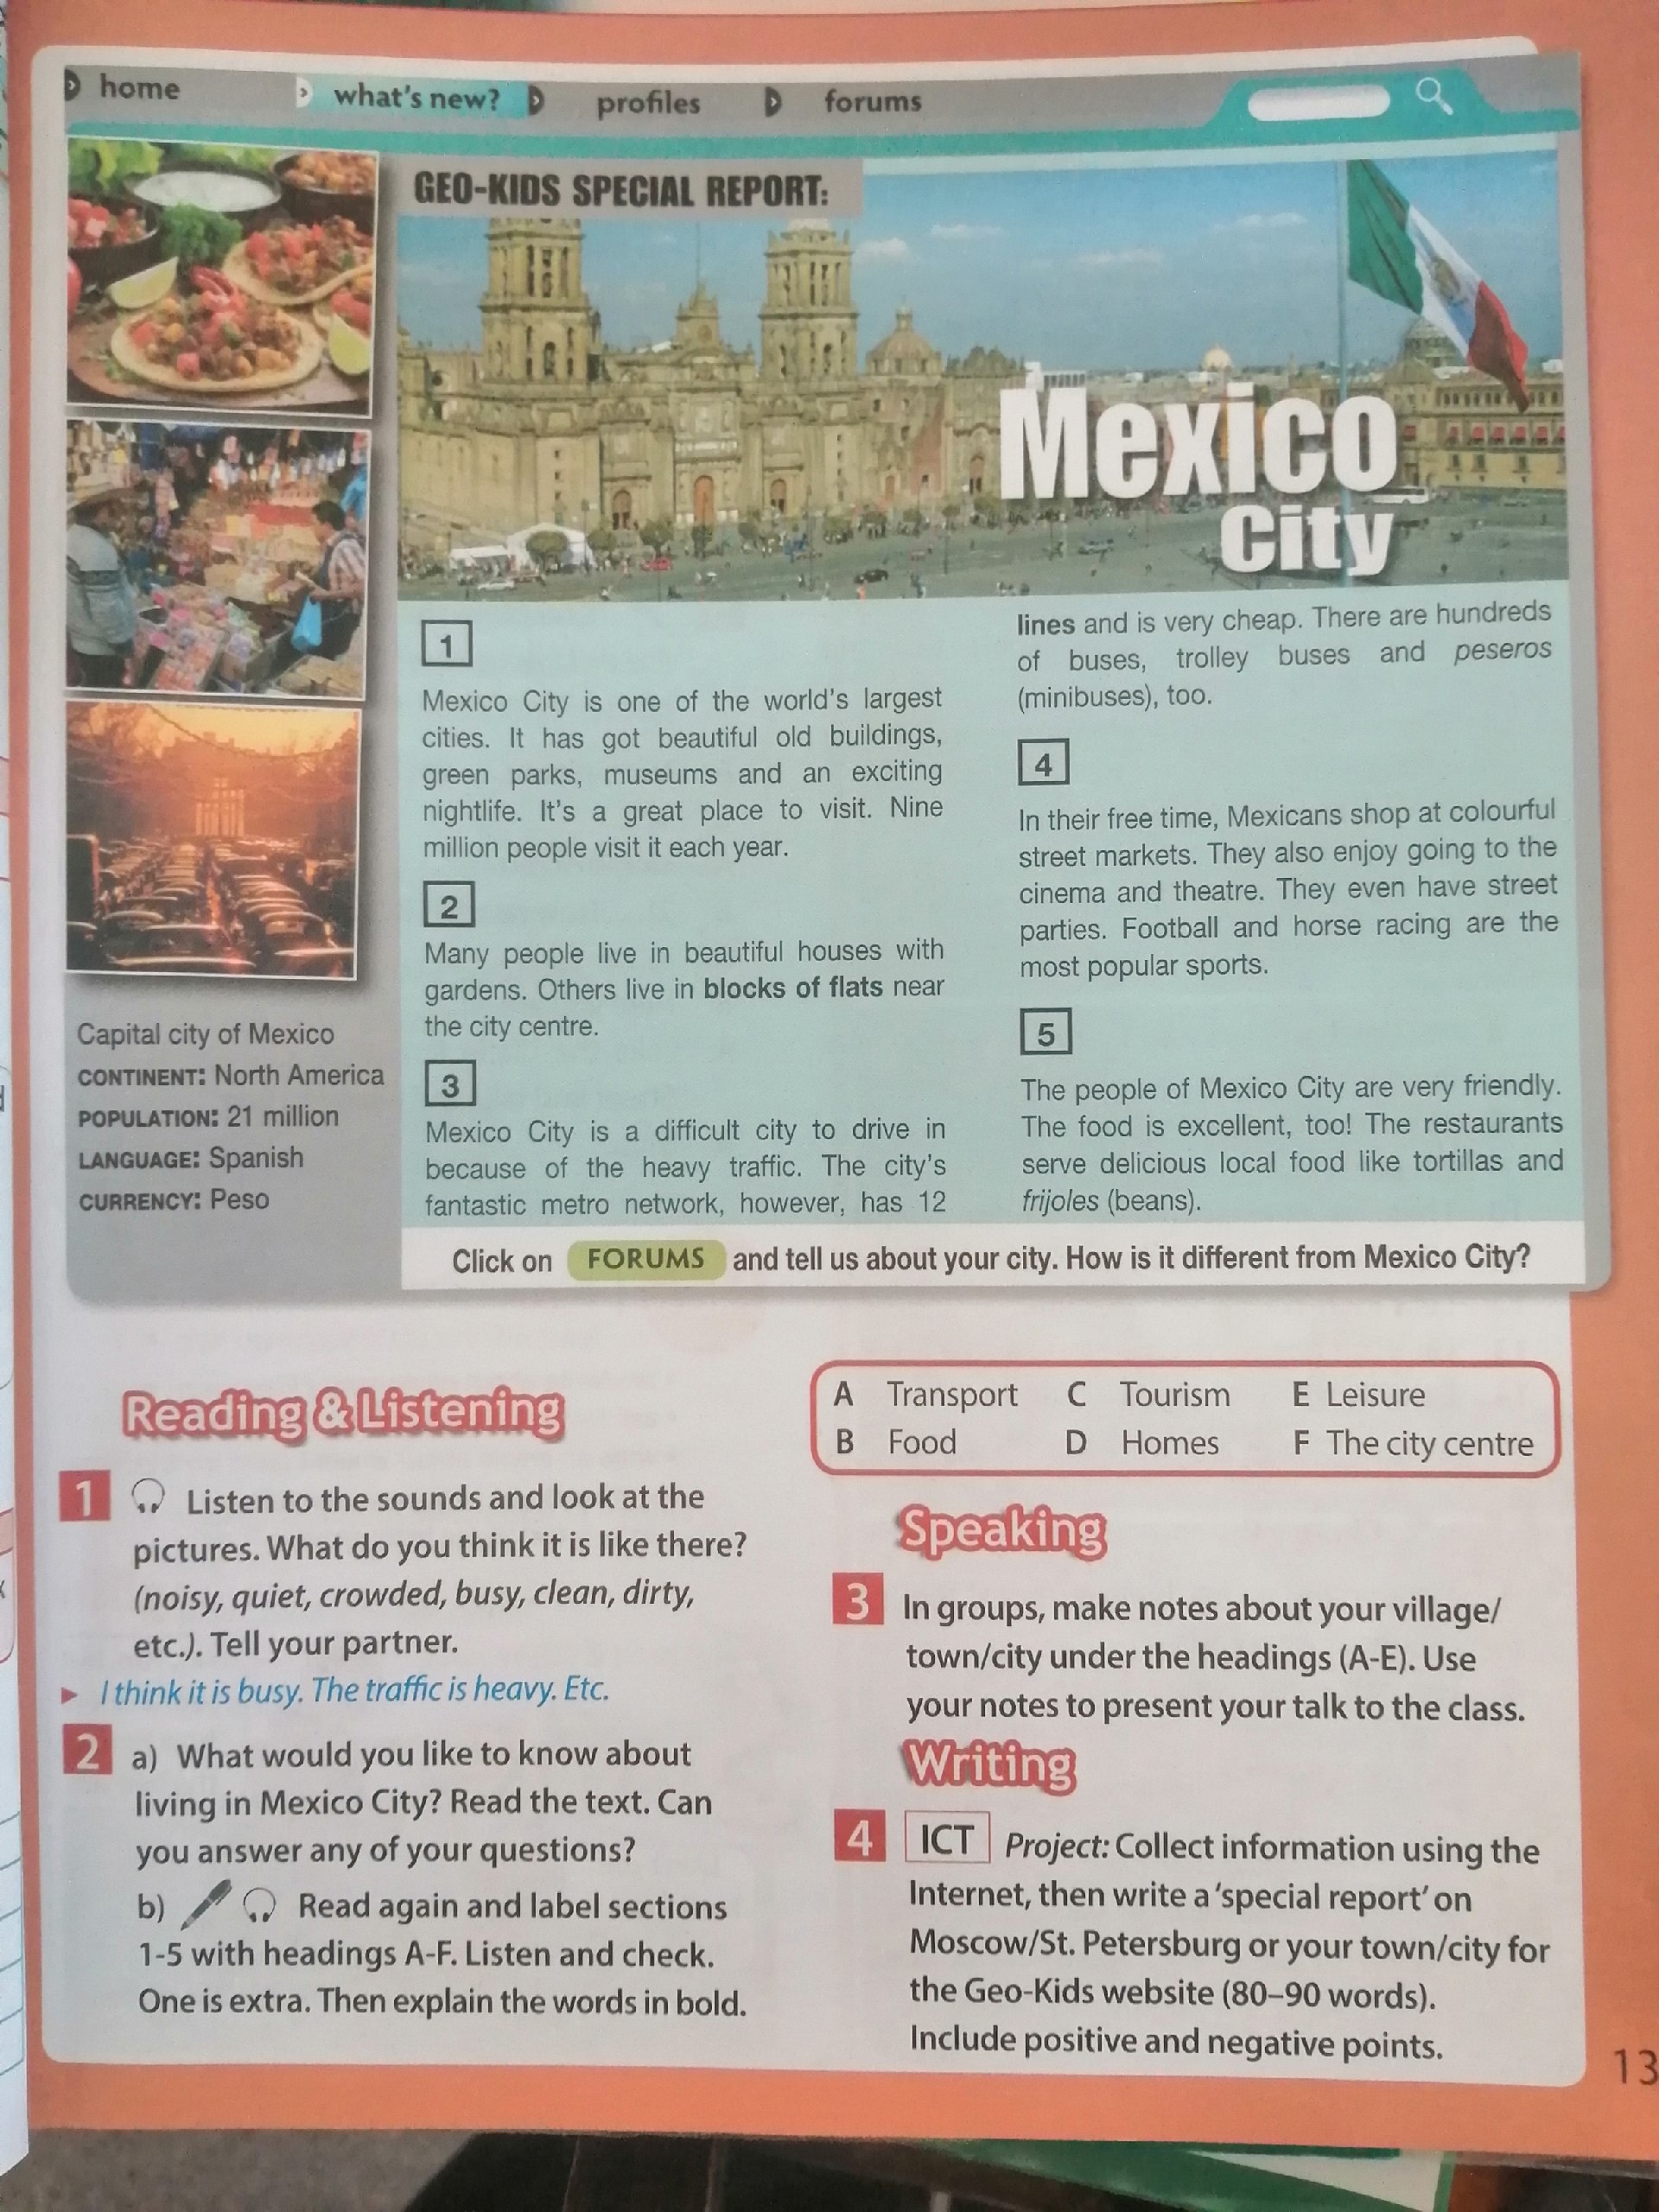 home
what's new?
profiles
forums
GEO-KIDS SPECIAL REPORT:
Mexico
City
Capital city of Mexico
CONTINENT: North America
POPULATION: 21 million
LANGUAGE: Spanish
CURRENCY: Peso
1
Mexico City is one of the world's largest
cities. It has got beautiful old buildings,
green parks, museums and an exciting
nightlife. It's a great place to visit. Nine
million people visit it each year.
2
Many people live in beautiful houses with
gardens. Others live in blocks of flats near
the city centre.
3
Mexico City is a difficult city to drive in
because of the heavy traffic. The city's
fantastic metro network, however, has 12
lines and is very cheap. There are hundreds
of buses, trolley buses and peseros
(minibuses), too.
4
In their free time, Mexicans shop at colourful
street markets. They also enjoy going to the
cinema and theatre. They even have street
parties. Football and horse racing are the
most popular sports.
5
The people of Mexico City are very friendly.
The food is excellent, too! The restaurants
serve delicious local food like tortillas and
frijoles (beans).
Click on FORUMS and tell us about your city. How is it different from Mexico City?
Reading & Listening
1 Listen to the sounds and look at the
pictures. What do you think it is like there?
(noisy, quiet, crowded, busy, clean, dirty,
etc.). Tell your partner.
I think it is busy. The traffic is heavy. Etc.
2 a) What would you like to know about
living in Mexico City? Read the text. Can
you answer any of your questions?
b) Read again and label sections
1-5 with headings A-F. Listen and check.
One is extra. Then explain the words in bold.
A Transport C Tourism E Leisure
B Food D Homes F The city centre
Speaking
3 In groups, make notes about your village/
town/city under the headings (A-E). Use
your notes to present your talk to the class.
Writing
4 ICT Project: Collect information using the
Internet, then write a 'special report' on
Moscow/St. Petersburg or your town/city for
the Geo-Kids website (80–90 words).
Include positive and negative points.
13